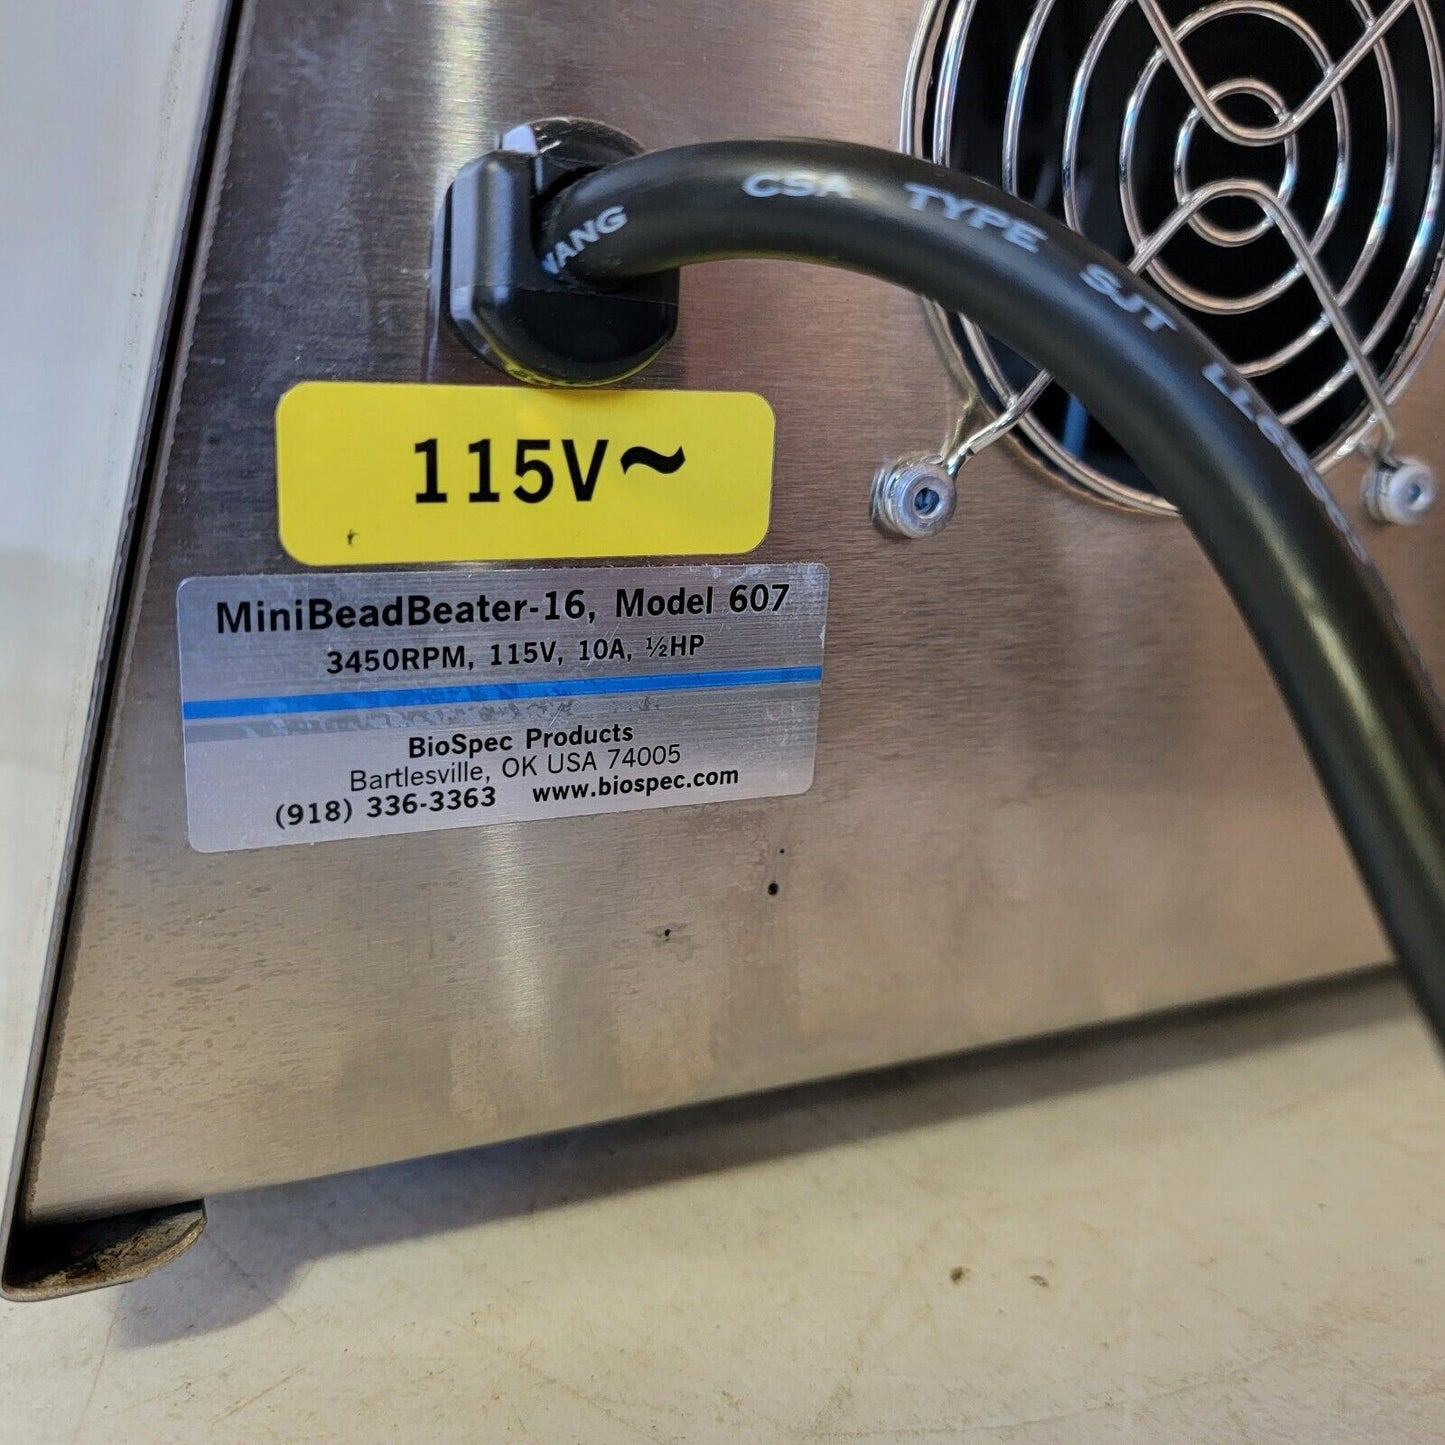 CSA TYPE SJT
115V~
MiniBeadBeater-16, Model 607
3450RPM, 115V, 10A, ½HP
BioSpec Products
Bartlesville, OK USA 74005
(918) 336-3363 www.biospec.com